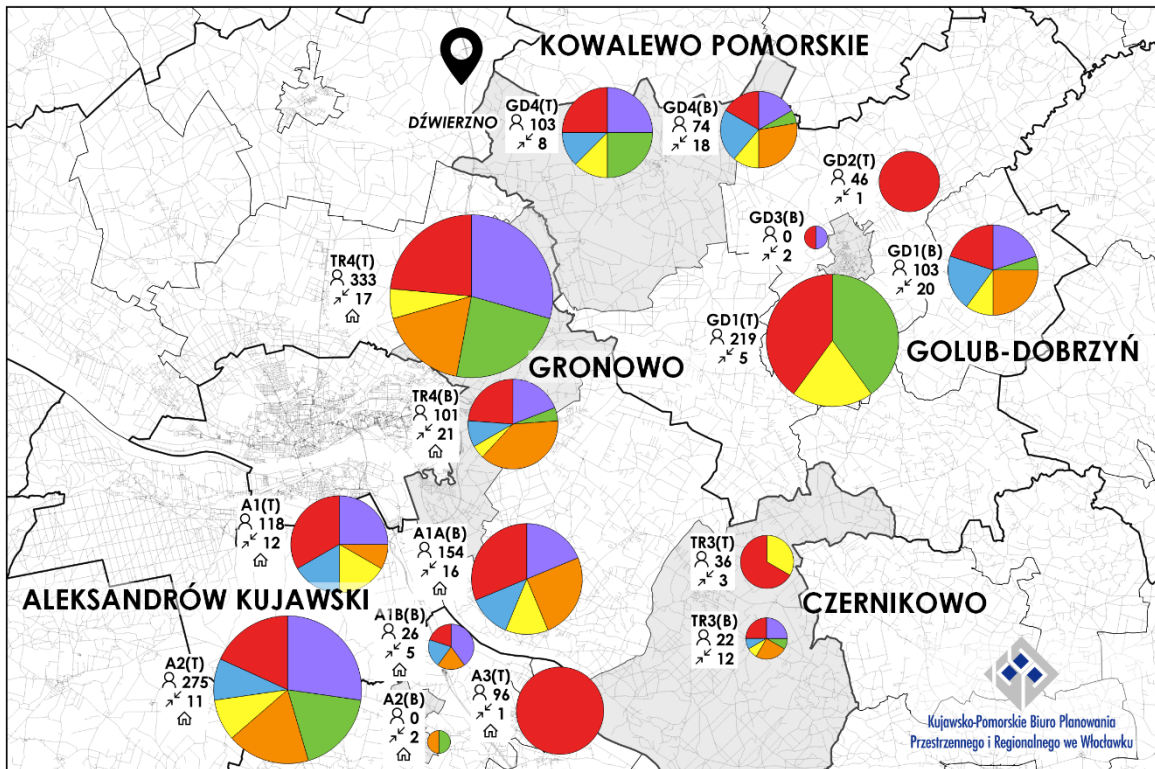 KOWALEWO POMORSKIE
DŹWIERZNO
GD4(T)
103
8
GD4(B)
74
18
GD2(T)
46
1
GD3(B)
0
2
GD1(B)
103
20
TR4(T)
333
17
GD1(T)
219
5
GOLUB-DOBRZYŃ
GRONOWO
TR4(B)
101
21
A1(T)
118
12
A1A(B)
154
16
TR3(T)
36
3
ALEKSANDRÓW KUJAWSKI
CZERNIKOWO
A1B(B)
26
5
TR3(B)
22
12
A2(T)
275
11
A3(T)
96
1
A2(B)
0
2
Kujawsko-Pomorskie Biuro Planowania
Przestrzennego i Regionalnego we Włocławku